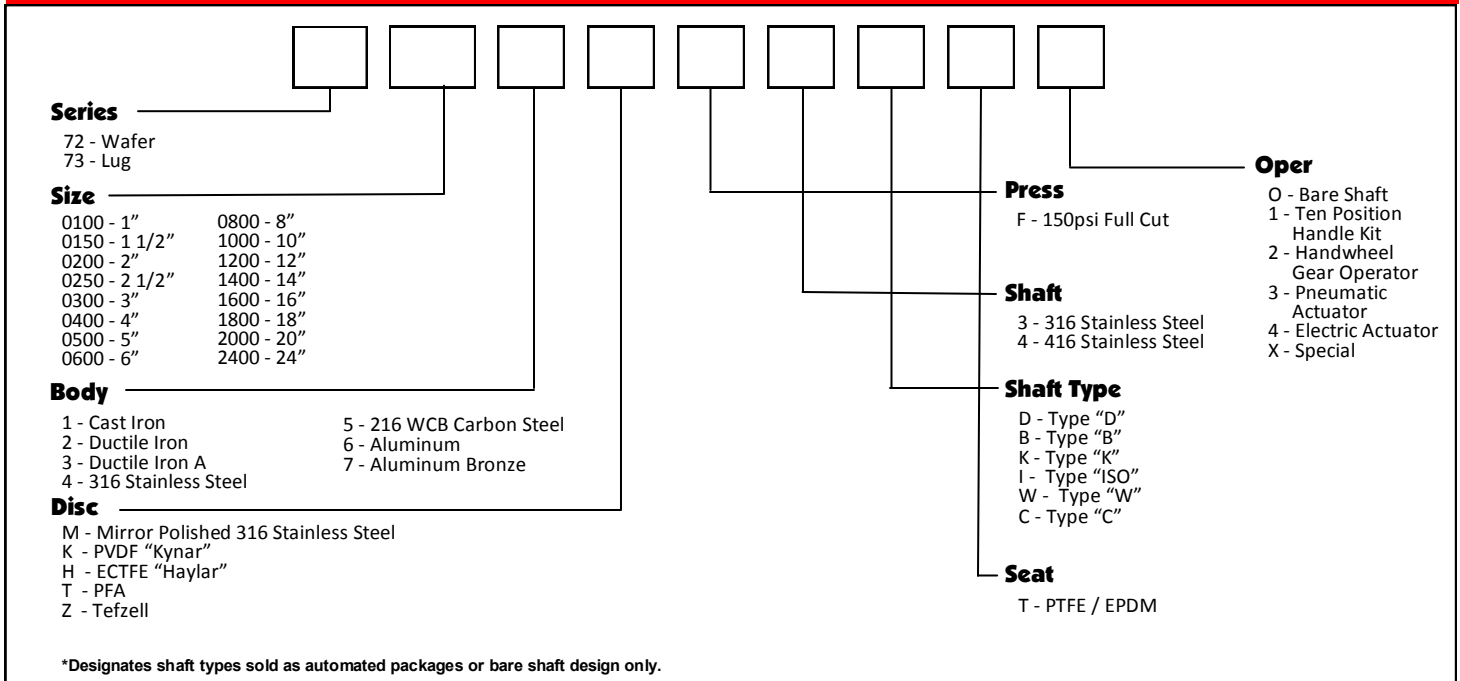 Series
72 - Wafer
73 - Lug
Size
0100 - 1”
0150 - 1 1/2”
0200 - 2”
0250 - 2 1/2”
0300 - 3”
0400 - 4”
0500 - 5”
0600 - 6”
0800 - 8”
1000 - 10”
1200 - 12”
1400 - 14”
1600 - 16”
1800 - 18”
2000 - 20”
2400 - 24”
Body
1 - Cast Iron
2 - Ductile Iron
3 - Ductile Iron A
4 - 316 Stainless Steel
5 - 216 WCB Carbon Steel
6 - Aluminum
7 - Aluminum Bronze
Disc
M - Mirror Polished 316 Stainless Steel
K - PVDF “Kynar”
H - ECTFE “Haylar”
T - PFA
Z - Tefzell
Press
F - 150psi Full Cut
Shaft
3 - 316 Stainless Steel
4 - 416 Stainless Steel
Shaft Type
D - Type “D”
B - Type “B”
K - Type “K”
I - Type “ISO”
W - Type “W”
C - Type “C”
Seat
T - PTFE / EPDM
Oper
O - Bare Shaft
1 - Ten Position
Handle Kit
2 - Handwheel
Gear Operator
3 - Pneumatic
Actuator
4 - Electric Actuator
X - Special
*Designates shaft types sold as automated packages or bare shaft design only.